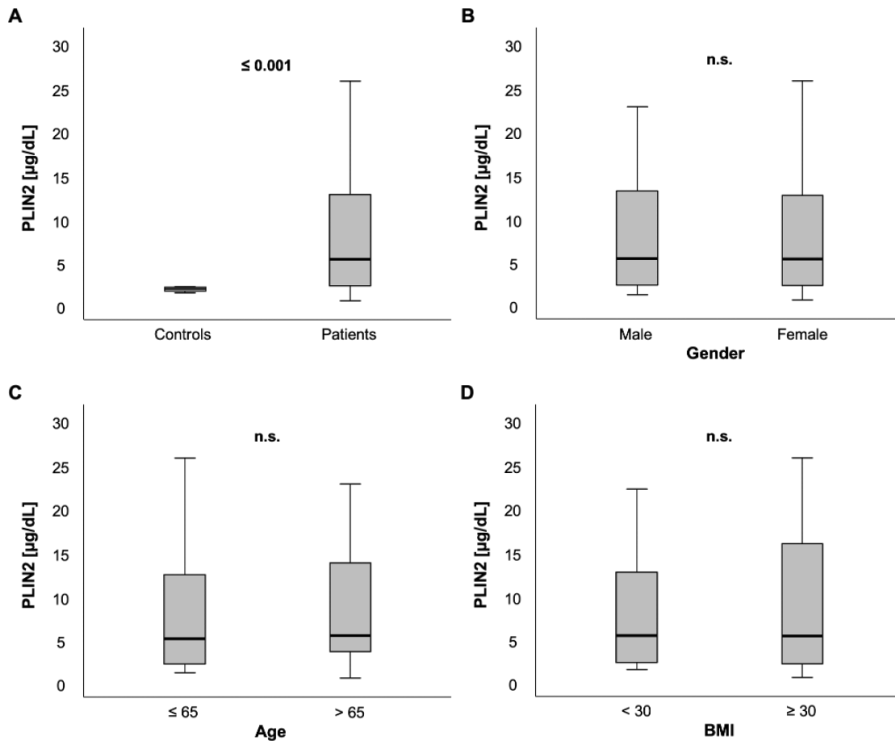 A
PLIN2 [µg/dL]
30
25
20
15
10
5
0
≤ 0.001
Controls
Patients
B
PLIN2 [µg/dL]
30
25
20
15
10
5
0
n.s.
Male
Female
Gender
C
PLIN2 [µg/dL]
30
25
20
15
10
5
0
n.s.
≤ 65
> 65
Age
D
PLIN2 [µg/dL]
30
25
20
15
10
5
0
n.s.
< 30
≥ 30
BMI